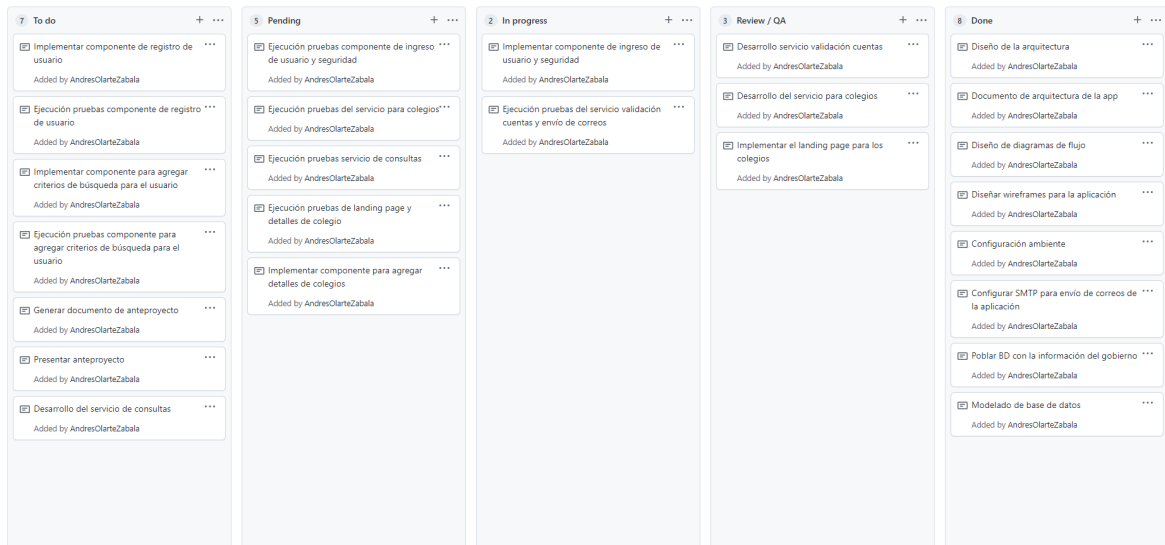 7 To do
Implementar componente de registro de
usuario
Added by AndresOlarteZabala
Ejecución pruebas componente de registro
de usuario
Added by AndresOlarteZabala
Implementar componente para agregar
criterios de búsqueda para el usuario
Added by AndresOlarteZabala
Ejecución pruebas componente para
agregar criterios de búsqueda para el
usuario
Added by AndresOlarteZabala
Generar documento de anteproyecto
Added by AndresOlarteZabala
Presentar anteproyecto
Added by AndresOlarteZabala
Desarrollo del servicio de consultas
Added by AndresOlarteZabala
5 Pending
Ejecución pruebas componente de ingreso
de usuario y seguridad
Added by AndresOlarteZabala
Ejecución pruebas del servicio para colegios
Added by AndresOlarteZabala
Ejecución pruebas servicio de consultas
Added by AndresOlarteZabala
Ejecución pruebas de landing page y
detalles de colegio
Added by AndresOlarteZabala
Implementar componente para agregar
detalles de colegios
Added by AndresOlarteZabala
2 In progress
Implementar componente de ingreso de
usuario y seguridad
Added by AndresOlarteZabala
Ejecución pruebas del servicio validación
cuentas y envío de correos
Added by AndresOlarteZabala
3 Review / QA
Desarrollo servicio validación cuentas
Added by AndresOlarteZabala
Desarrollo del servicio para colegios
Added by AndresOlarteZabala
Implementar el landing page para los
colegios
Added by AndresOlarteZabala
8 Done
Diseño de la arquitectura
Added by AndresOlarteZabala
Documento de arquitectura de la app
Added by AndresOlarteZabala
Diseño de diagramas de flujo
Added by AndresOlarteZabala
Diseñar wireframes para la aplicación
Added by AndresOlarteZabala
Configuración ambiente
Added by AndresOlarteZabala
Configurar SMTP para envío de correos de
la aplicación
Added by AndresOlarteZabala
Poblar BD con la información del gobierno
Added by AndresOlarteZabala
Modelado de base de datos
Added by AndresOlarteZabala